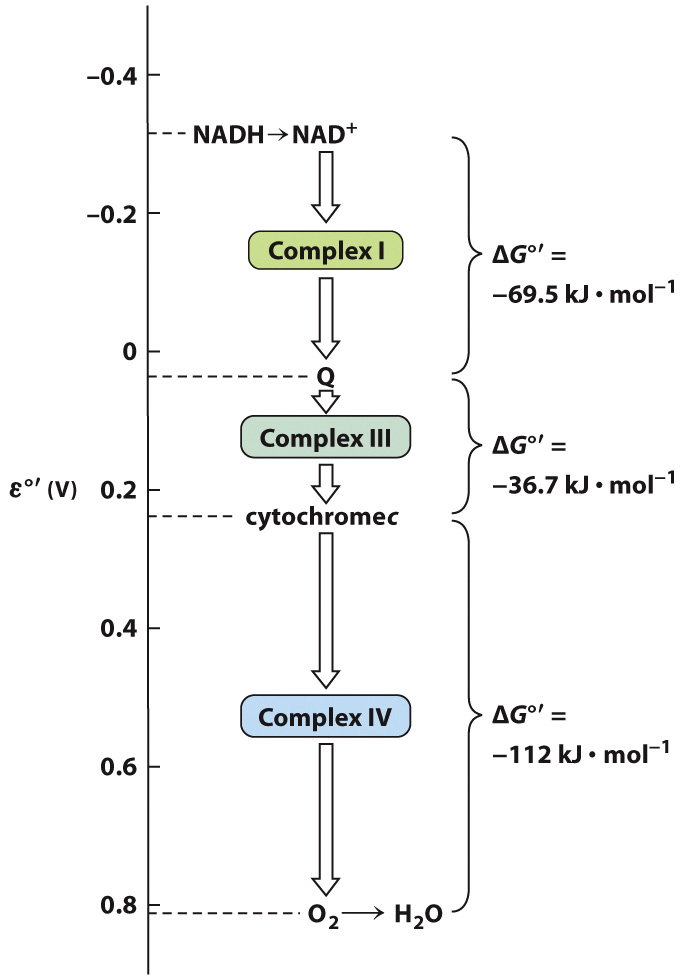 −0.4
NADH→NAD⁺
−0.2
Complex I
ΔG°′ =
−69.5 kJ • mol⁻¹
0
Q
Complex III
ΔG°′ =
−36.7 kJ • mol⁻¹
ε°′ (V)
0.2
cytochromec
0.4
Complex IV
ΔG°′ =
−112 kJ • mol⁻¹
0.6
0.8
O₂ → H₂O